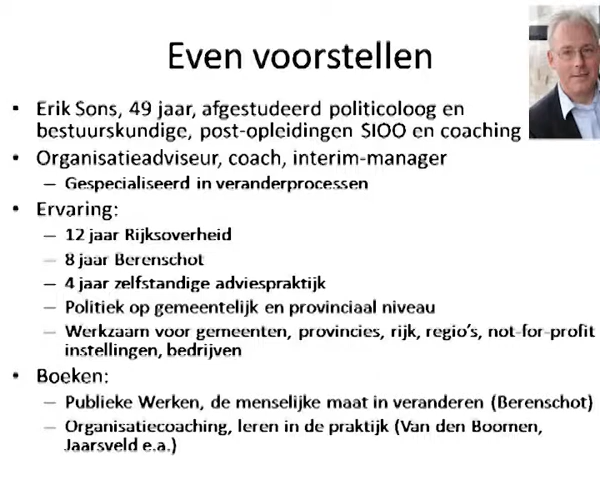 Even voorstellen
• Erik Sons, 49 jaar, afgestudeerd politicoloog en
bestuurskundige, post-opleidingen SIOO en coaching
• Organisatieadviseur, coach, interim-manager
– Gespecialiseerd in veranderprocessen
• Ervaring:
– 12 jaar Rijksoverheid
– 8 jaar Berenschot
– 4 jaar zelfstandige adviespraktijk
– Politiek op gemeentelijk en provinciaal niveau
– Werkzaam voor gemeenten, provincies, rijk, regio's, not-for-profit
instellingen, bedrijven
• Boeken:
– Publieke Werken, de menselijke maat in veranderen (Berenschot)
– Organisatiecoaching, leren in de praktijk (Van den Boomen,
Jaarsveld e.a.)